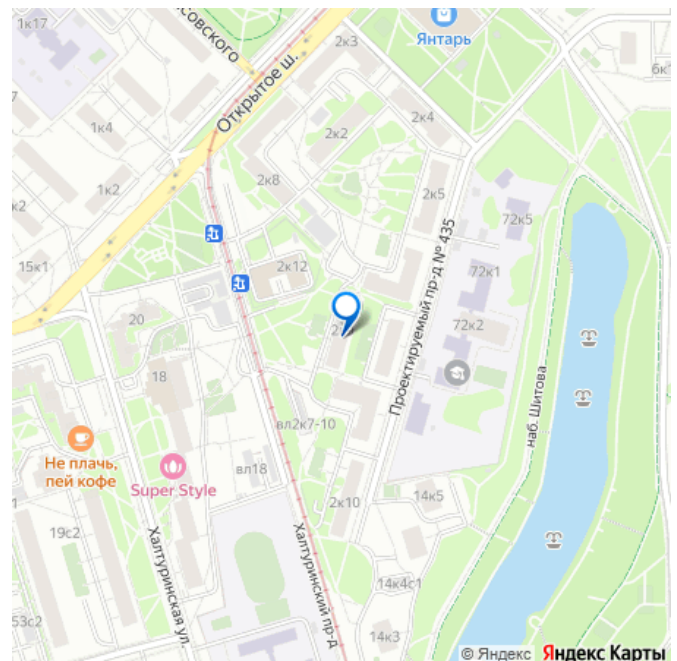 1к17
совского
Открытое ш.
2к3
Янтарь
6к1
7
1к4
2к2
2к4
1к2
к2
2к8
2к5
72к5
15к1
2к12
72к1
Проектируемый пр-д № 435
20
72к2
18
наб. Шитова
вл2к7-10
Не плачь,
пей кофе
Super Style
вл18
14к5
2к10
19с2
Халтуринская ул.
Халтуринский пр-д
14к4с1
53с2
14к3
© Яндекс Яндекс Карты